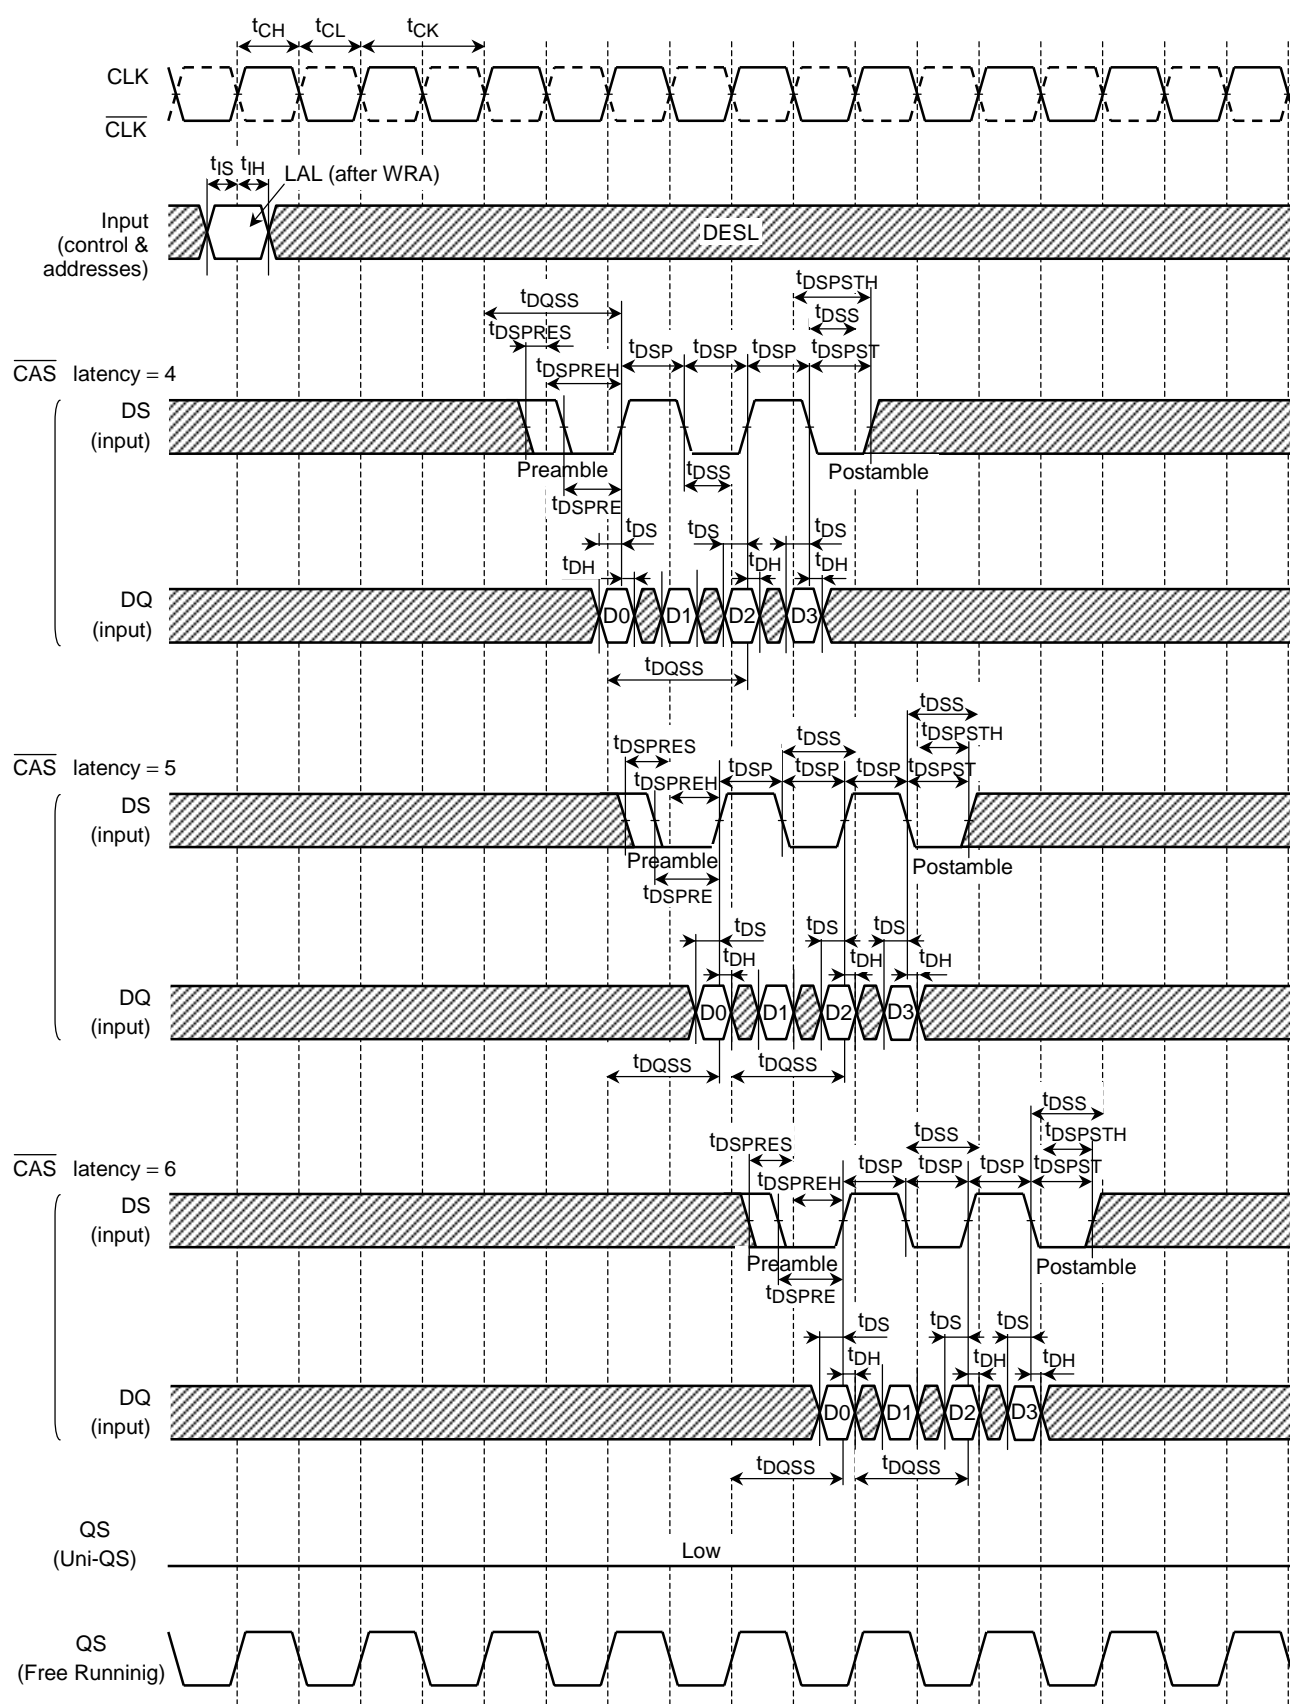 tCH tCL tCK
CLK
CLK
tIS tIH
LAL (after WRA)
Input
(control &
addresses)
DESL
tDSPSTH
tDQSS
tDSS
tDSPRES
tDSP tDSP tDSP tDSPST
tDSPREH
CAS latency = 4
DS
(input)
Preamble
tDSS
Postamble
tDSPRE
tDS tDS tDS
tDH tDH tDH
DQ
(input)
D0 D1 D2 D3
tDQSS
tDSS
tDSPRES tDSS tDSPSTH
CAS latency = 5
tDSPREH tDSP tDSP tDSP tDSPST
DS
(input)
Preamble
Postamble
tDSPRE
tDS tDS tDS
tDH tDH tDH
DQ
(input)
D0 D1 D2 D3
tDQSS tDQSS
tDSS
tDSPRES tDSS tDSPSTH
CAS latency = 6
tDSPREH tDSP tDSP tDSP tDSPST
DS
(input)
Preamble
Postamble
tDSPRE
tDS tDS tDS
tDH tDH tDH
DQ
(input)
D0 D1 D2 D3
tDQSS tDQSS
QS
(Uni-QS)
Low
QS
(Free Runninig)